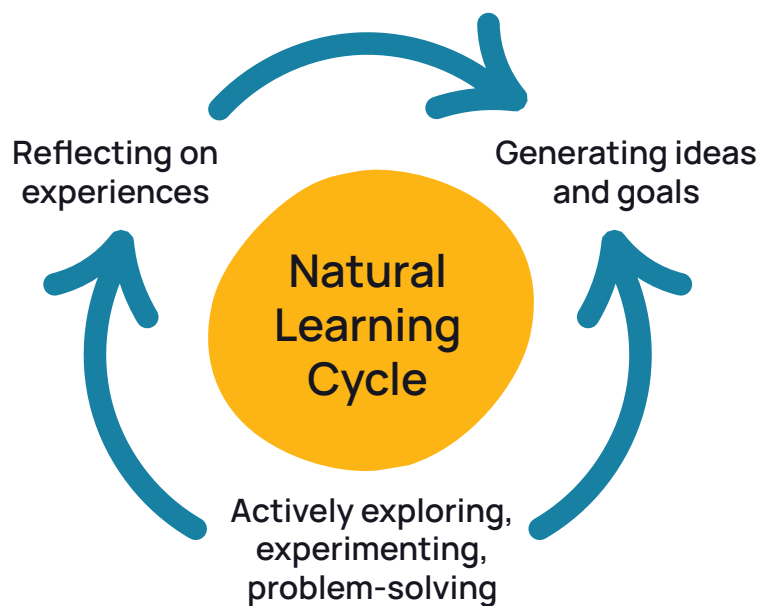 Reflecting on
experiences
Generating ideas
and goals
Natural
Learning
Cycle
Actively exploring,
experimenting,
problem-solving